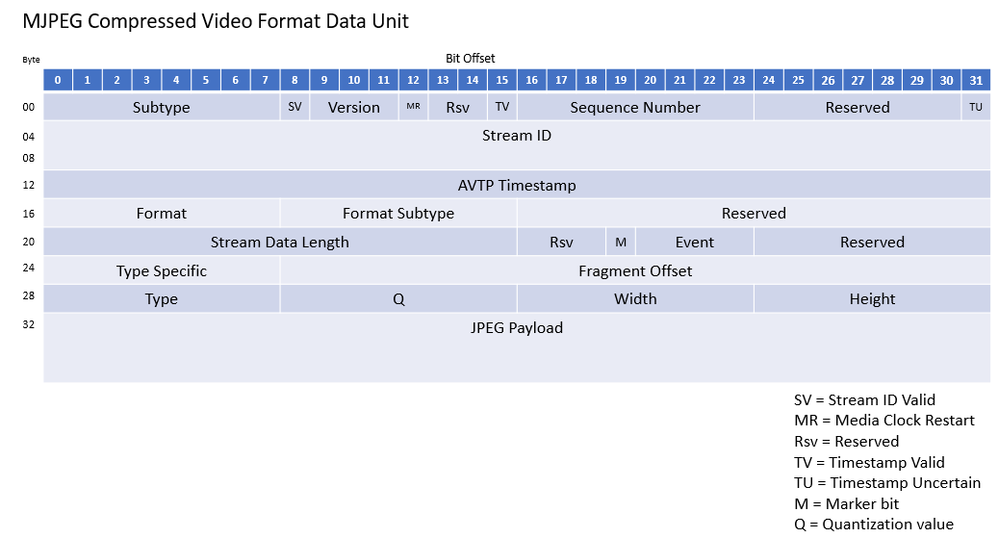 MJPEG Compressed Video Format Data Unit
Byte
Bit Offset
0 1 2 3 4 5 6 7 8 9 10 11 12 13 14 15 16 17 18 19 20 21 22 23 24 25 26 27 28 29 30 31
00 Subtype SV Version MR Rsv TV Sequence Number Reserved TU
04 Stream ID
08
12 AVTP Timestamp
16 Format Format Subtype Reserved
20 Stream Data Length Rsv M Event Reserved
24 Type Specific Fragment Offset
28 Type Q Width Height
32 JPEG Payload
SV = Stream ID Valid
MR = Media Clock Restart
Rsv = Reserved
TV = Timestamp Valid
TU = Timestamp Uncertain
M = Marker bit
Q = Quantization value